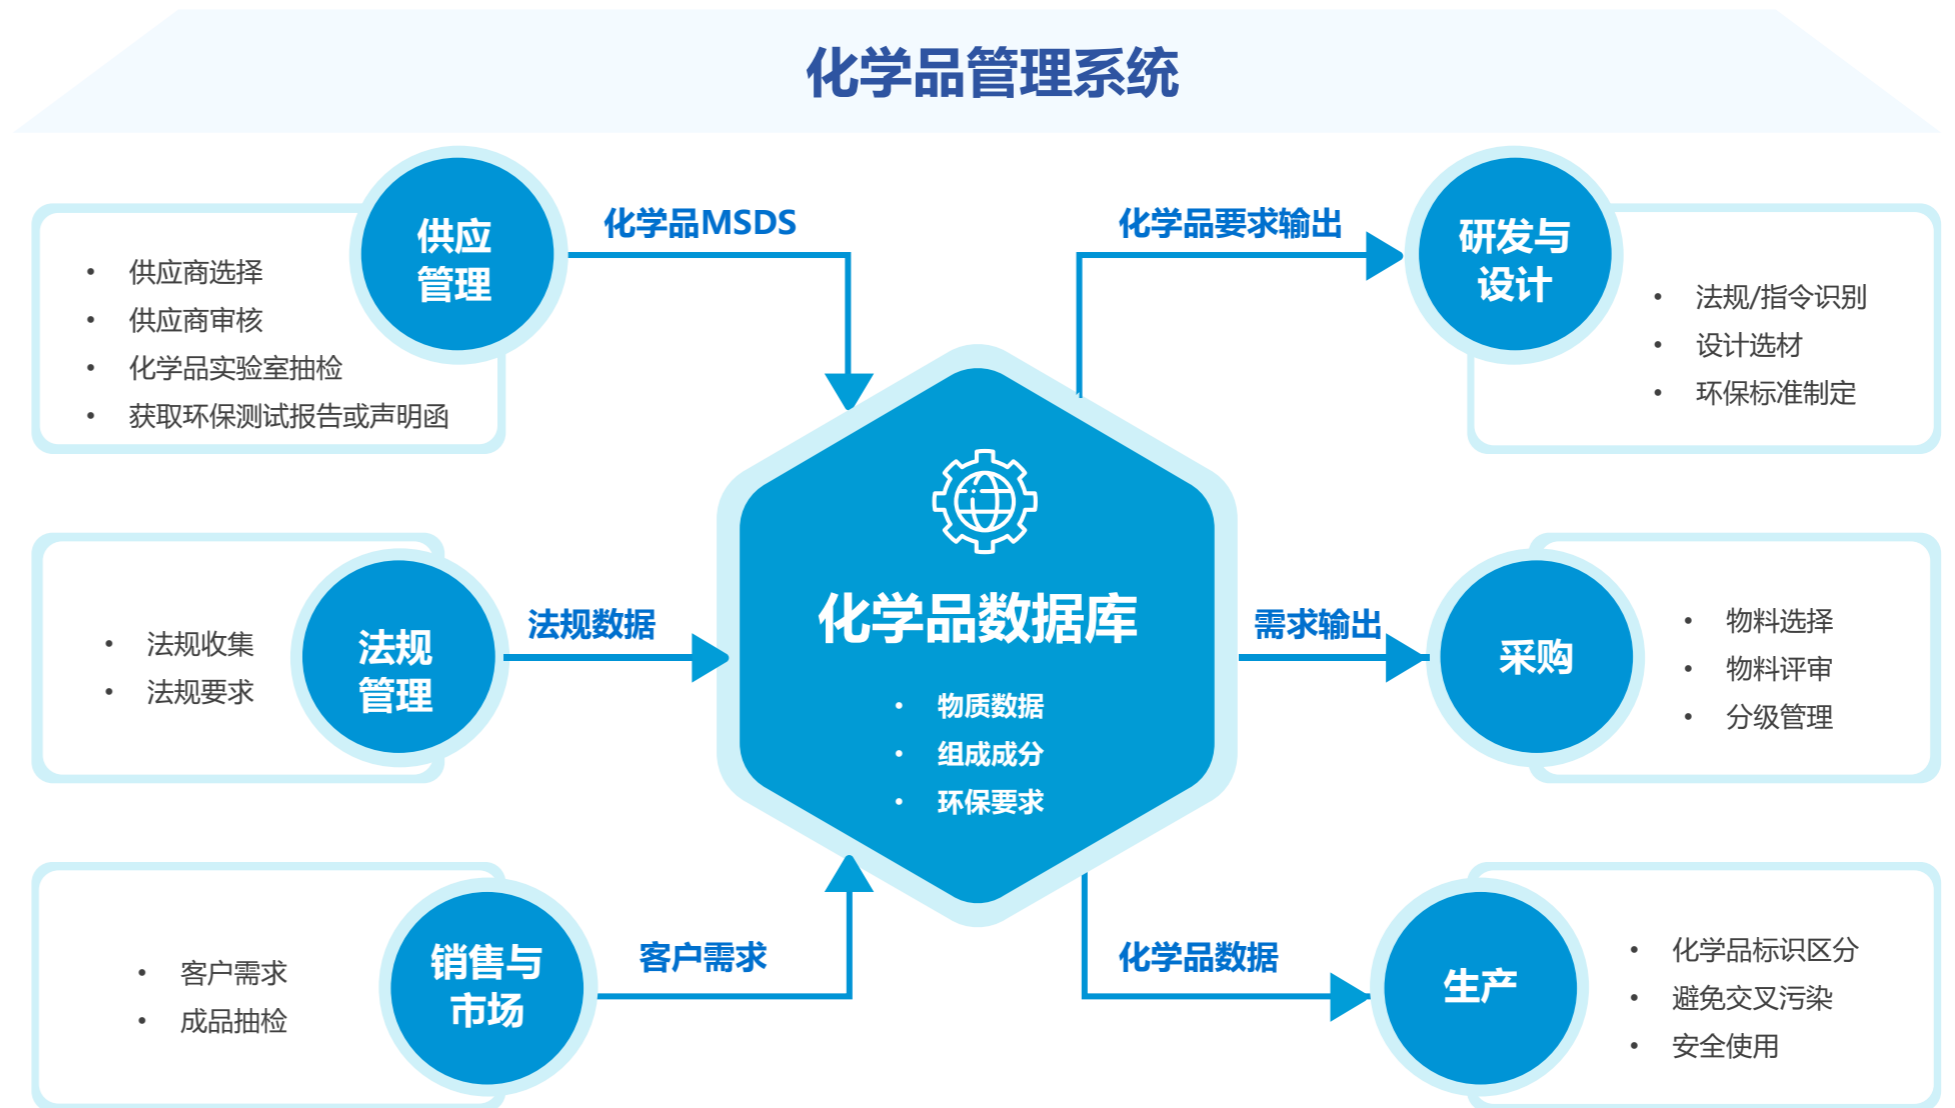 化学品管理系统
供应
管理
• 供应商选择
• 供应商审核
• 化学品实验室抽检
• 获取环保测试报告或声明函
化学品MSDS
化学品要求输出
研发与
设计
• 法规/指令识别
• 设计选材
• 环保标准制定
法规
管理
• 法规收集
• 法规要求
法规数据
化学品数据库
• 物质数据
• 组成成分
• 环保要求
需求输出
采购
• 物料选择
• 物料评审
• 分级管理
销售与
市场
• 客户需求
• 成品抽检
客户需求
化学品数据
生产
• 化学品标识区分
• 避免交叉污染
• 安全使用